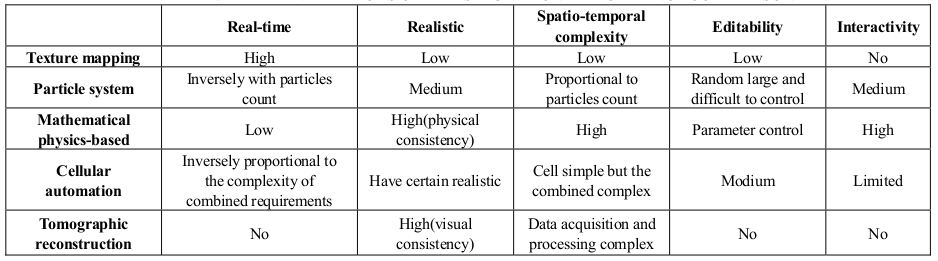 Real-time Realistic Spatio-temporal complexity Editability Interactivity
Texture mapping High Low Low Low No
Particle system Inversely with particles count Medium Proportional to particles count Random large and difficult to control Medium
Mathematical physics-based Low High(physical consistency) High Parameter control High
Cellular automation Inversely proportional to the complexity of combined requirements Have certain realistic Cell simple but the combined complex Modium Limited
Tomographic reconstruction No High(visual consistency) Data acquisition and processing complex No No